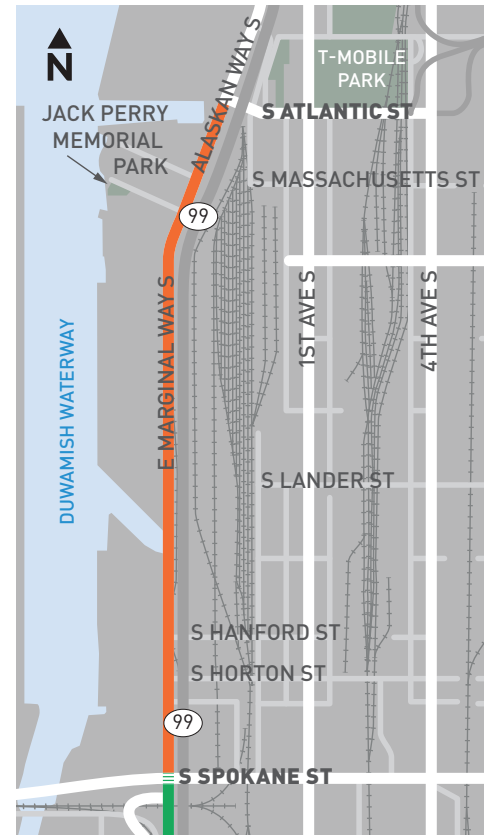 N
T-MOBILE
PARK
ALASKAN WAY S
S ATLANTIC ST
JACK PERRY
MEMORIAL
PARK
S MASSACHUSETTS ST
99
E MARGINAL WAY S
1ST AVE S
4TH AVE S
DUWAMISH WATERWAY
S LANDER ST
S HANFORD ST
S HORTON ST
99
S SPOKANE ST